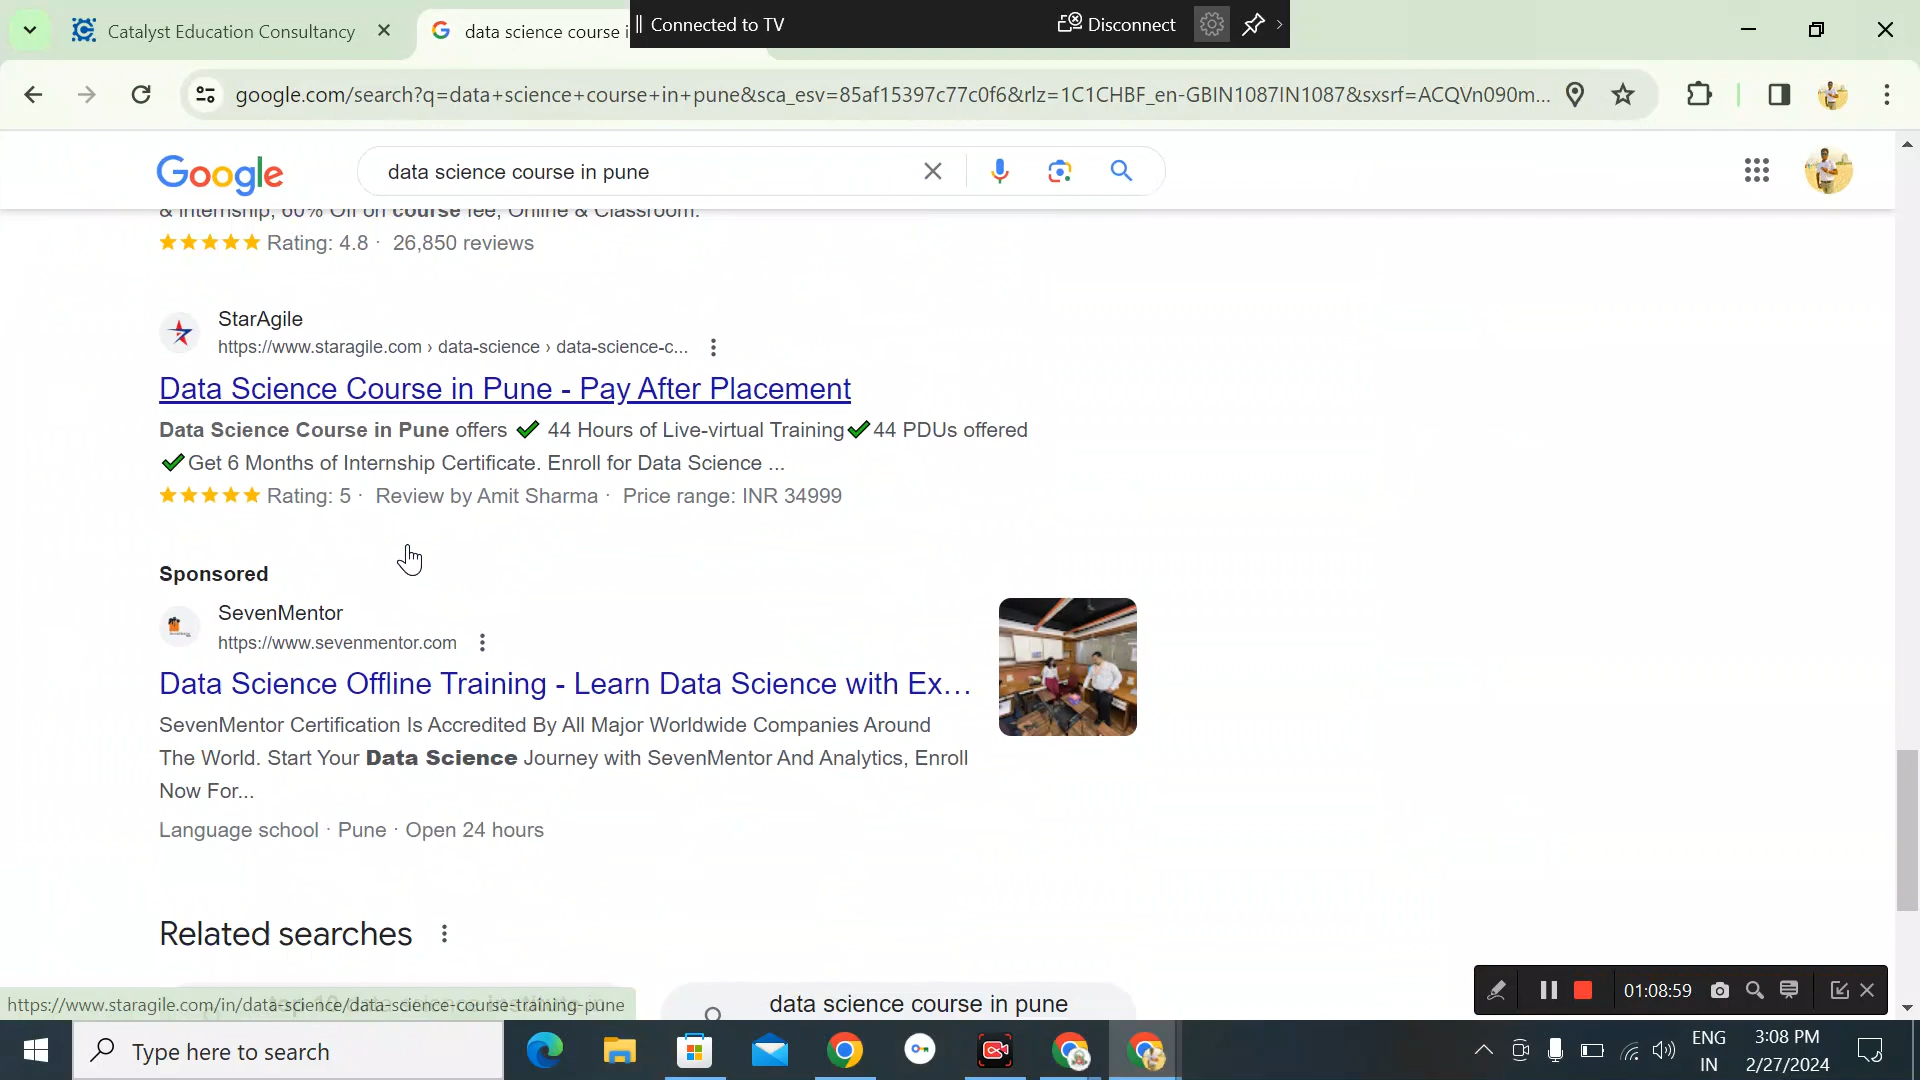 Catalyst Education Consultancy
data science course i
Connected to TV
Disconnect
google.com/search?q=data+science+course+in+pune&sca_esv=85af15397c77c0f6&rlz=1C1CHBF_en-GBIN1087IN1087&sxsrf=ACQVn090m...
Google
data science course in pune
& Internship, 60% Off on course fee, Online & Classroom.
Rating: 4.8 · 26,850 reviews
StarAgile
https://www.staragile.com › data-science › data-science-c...
Data Science Course in Pune - Pay After Placement
Data Science Course in Pune offers ✔ 44 Hours of Live-virtual Training✔44 PDUs offered
✔Get 6 Months of Internship Certificate. Enroll for Data Science ...
Rating: 5 · Review by Amit Sharma · Price range: INR 34999
Sponsored
SevenMentor
https://www.sevenmentor.com
Data Science Offline Training - Learn Data Science with Ex...
SevenMentor Certification Is Accredited By All Major Worldwide Companies Around
The World. Start Your Data Science Journey with SevenMentor And Analytics, Enroll
Now For...
Language school · Pune · Open 24 hours
Related searches
data science course in pune
https://www.staragile.com/in/data-science/data-science-course-training-pune
01:08:59
Type here to search
ENG
IN
3:08 PM
2/27/2024